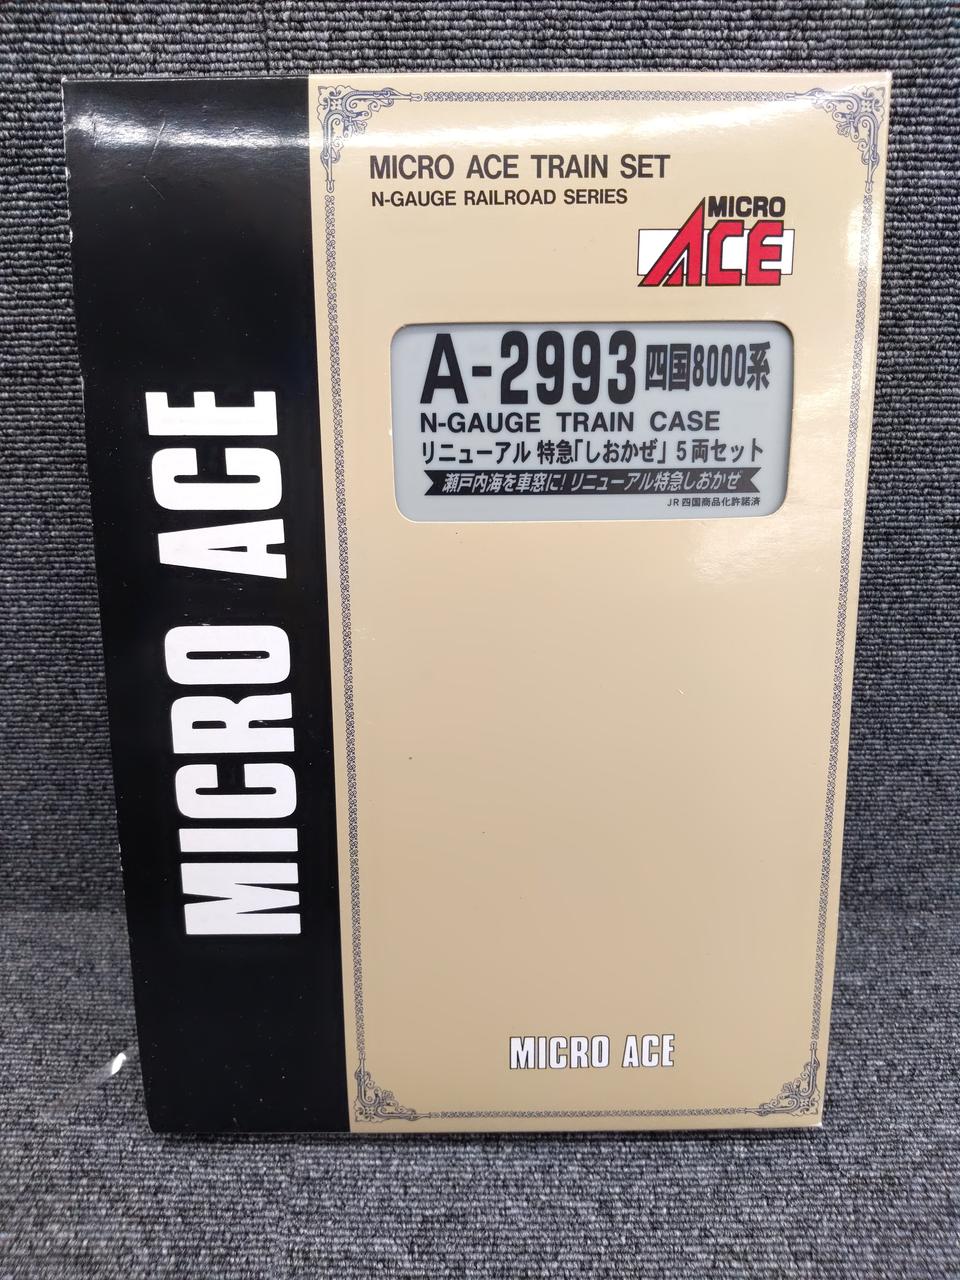 MICRO ACE
MICRO ACE TRAIN SET
N-GAUGE RAILROAD SERIES
MICRO
ACE
A-2993 四国8000系
N-GAUGE TRAIN CASE
リニューアル 特急「しおかぜ」 5両セット
瀬戸内海を車窓に! リニューアル特急しおかぜ
JR四国商品化許諾済
MICRO ACE